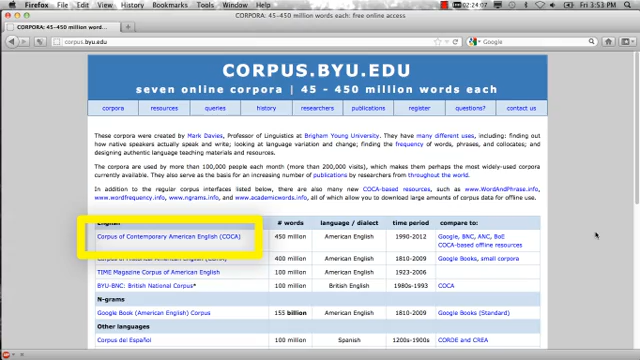 Firefox File Edit View History Bookmarks Tools Window Help 02:24:07 Fri 3:53 PM
CORPORA: 45-450 million words each: free online access
CORPORA: 45-450 million word...
corpus.byu.edu
Google
CORPUS.BYU.EDU
seven online corpora | 45 - 450 million words each
corpora resources queries history researchers publications register questions? contact us
These corpora were created by Mark Davies, Professor of Linguistics at Brigham Young University. They have many different uses, including: finding out
how native speakers actually speak and write; looking at language variation and change; finding the frequency of words, phrases, and collocates; and
designing authentic language teaching materials and resources.
The corpora are used by more than 100,000 people each month (more than 200,000 visits), which makes them perhaps the most widely-used corpora
currently available. They also serve as the basis for an increasing number of publications by researchers from throughout the world.
In addition to the regular corpus interfaces listed below, there are also many new COCA-based resources, such as www.WordAndPhrase.info,
www.wordfrequency.info, www.ngrams.info, and www.academicwords.info, all of which allow you to download large amounts of corpus data for offline use.
English # words language / dialect time period compare to:
Corpus of Contemporary American English (COCA) 450 million American English 1990-2012 Google, BNC, ANC, BoE
COCA-based offline resources
Corpus of Historical American English (COHA) 400 million American English 1810-2009 Google Books, small corpora
TIME Magazine Corpus of American English 100 million American English 1923-2006
BYU-BNC: British National Corpus* 100 million British English 1980s-1993 COCA
N-grams
Google Book (American English) Corpus 155 billion American English 1810-2009 Google Books (Standard)
Other languages
Corpus del Español 100 million Spanish 1200s-1900s CORDE and CREA